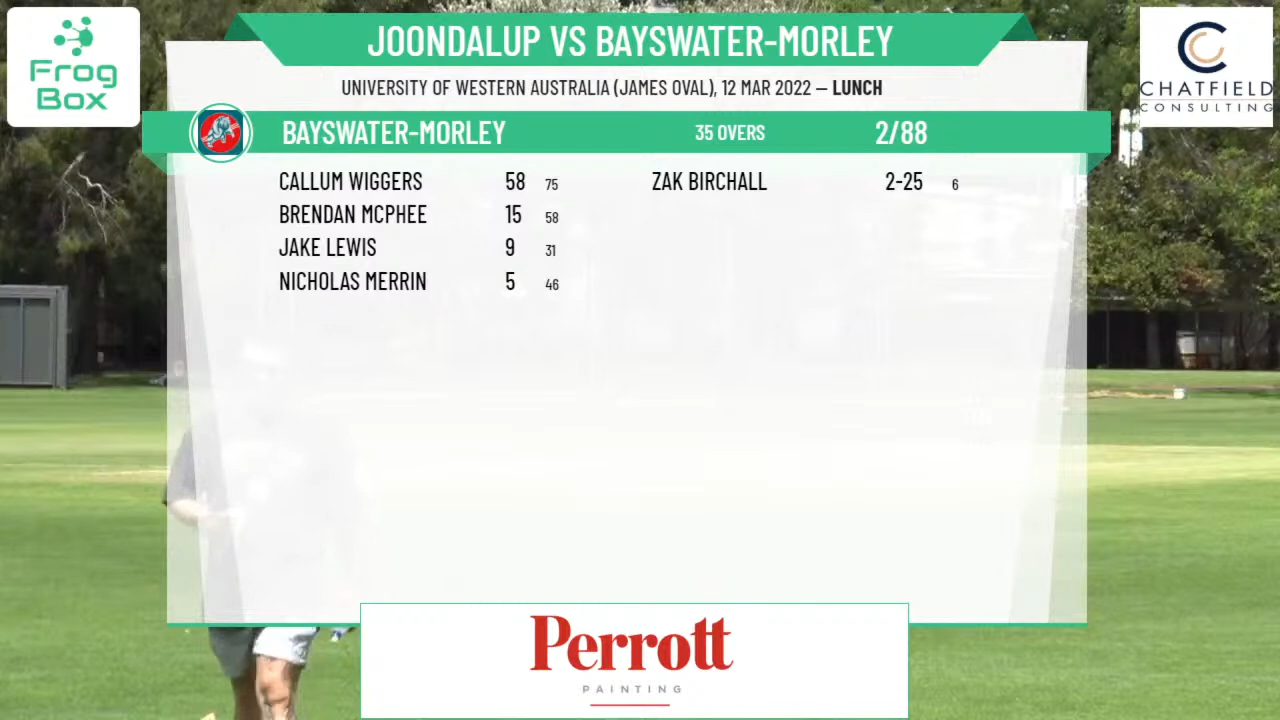 Frog
Box
JOONDALUP VS BAYSWATER-MORLEY
CHATFIELD
CONSULTING
UNIVERSITY OF WESTERN AUSTRALIA (JAMES OVAL), 12 MAR 2022 – LUNCH
BAYSWATER-MORLEY 35 OVERS 2/88
CALLUM WIGGERS 58 75 ZAK BIRCHALL 2-25 6
BRENDAN MCPHEE 15 58
JAKE LEWIS 9 31
NICHOLAS MERRIN 5 46
Perrott
PAINTING